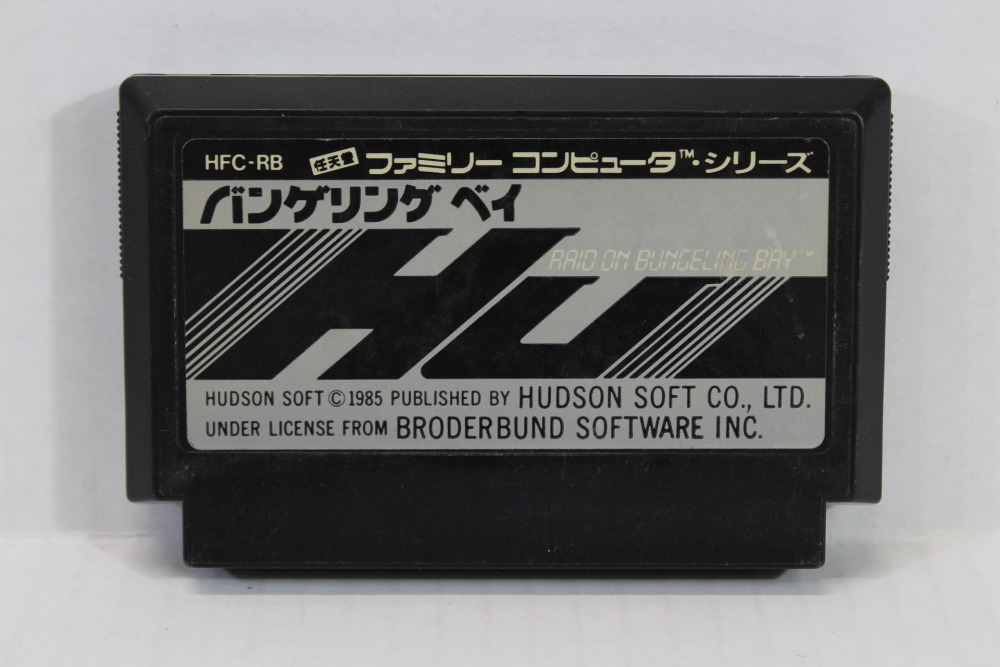 HFC-RB 任天堂 ファミリー コンピュータ™・シリーズ
バンゲリング ベイ
RAID ON BUNGELING BAY™
HU
HUDSON SOFT ©1985 PUBLISHED BY HUDSON SOFT CO., LTD.
UNDER LICENSE FROM BRODERBUND SOFTWARE INC.